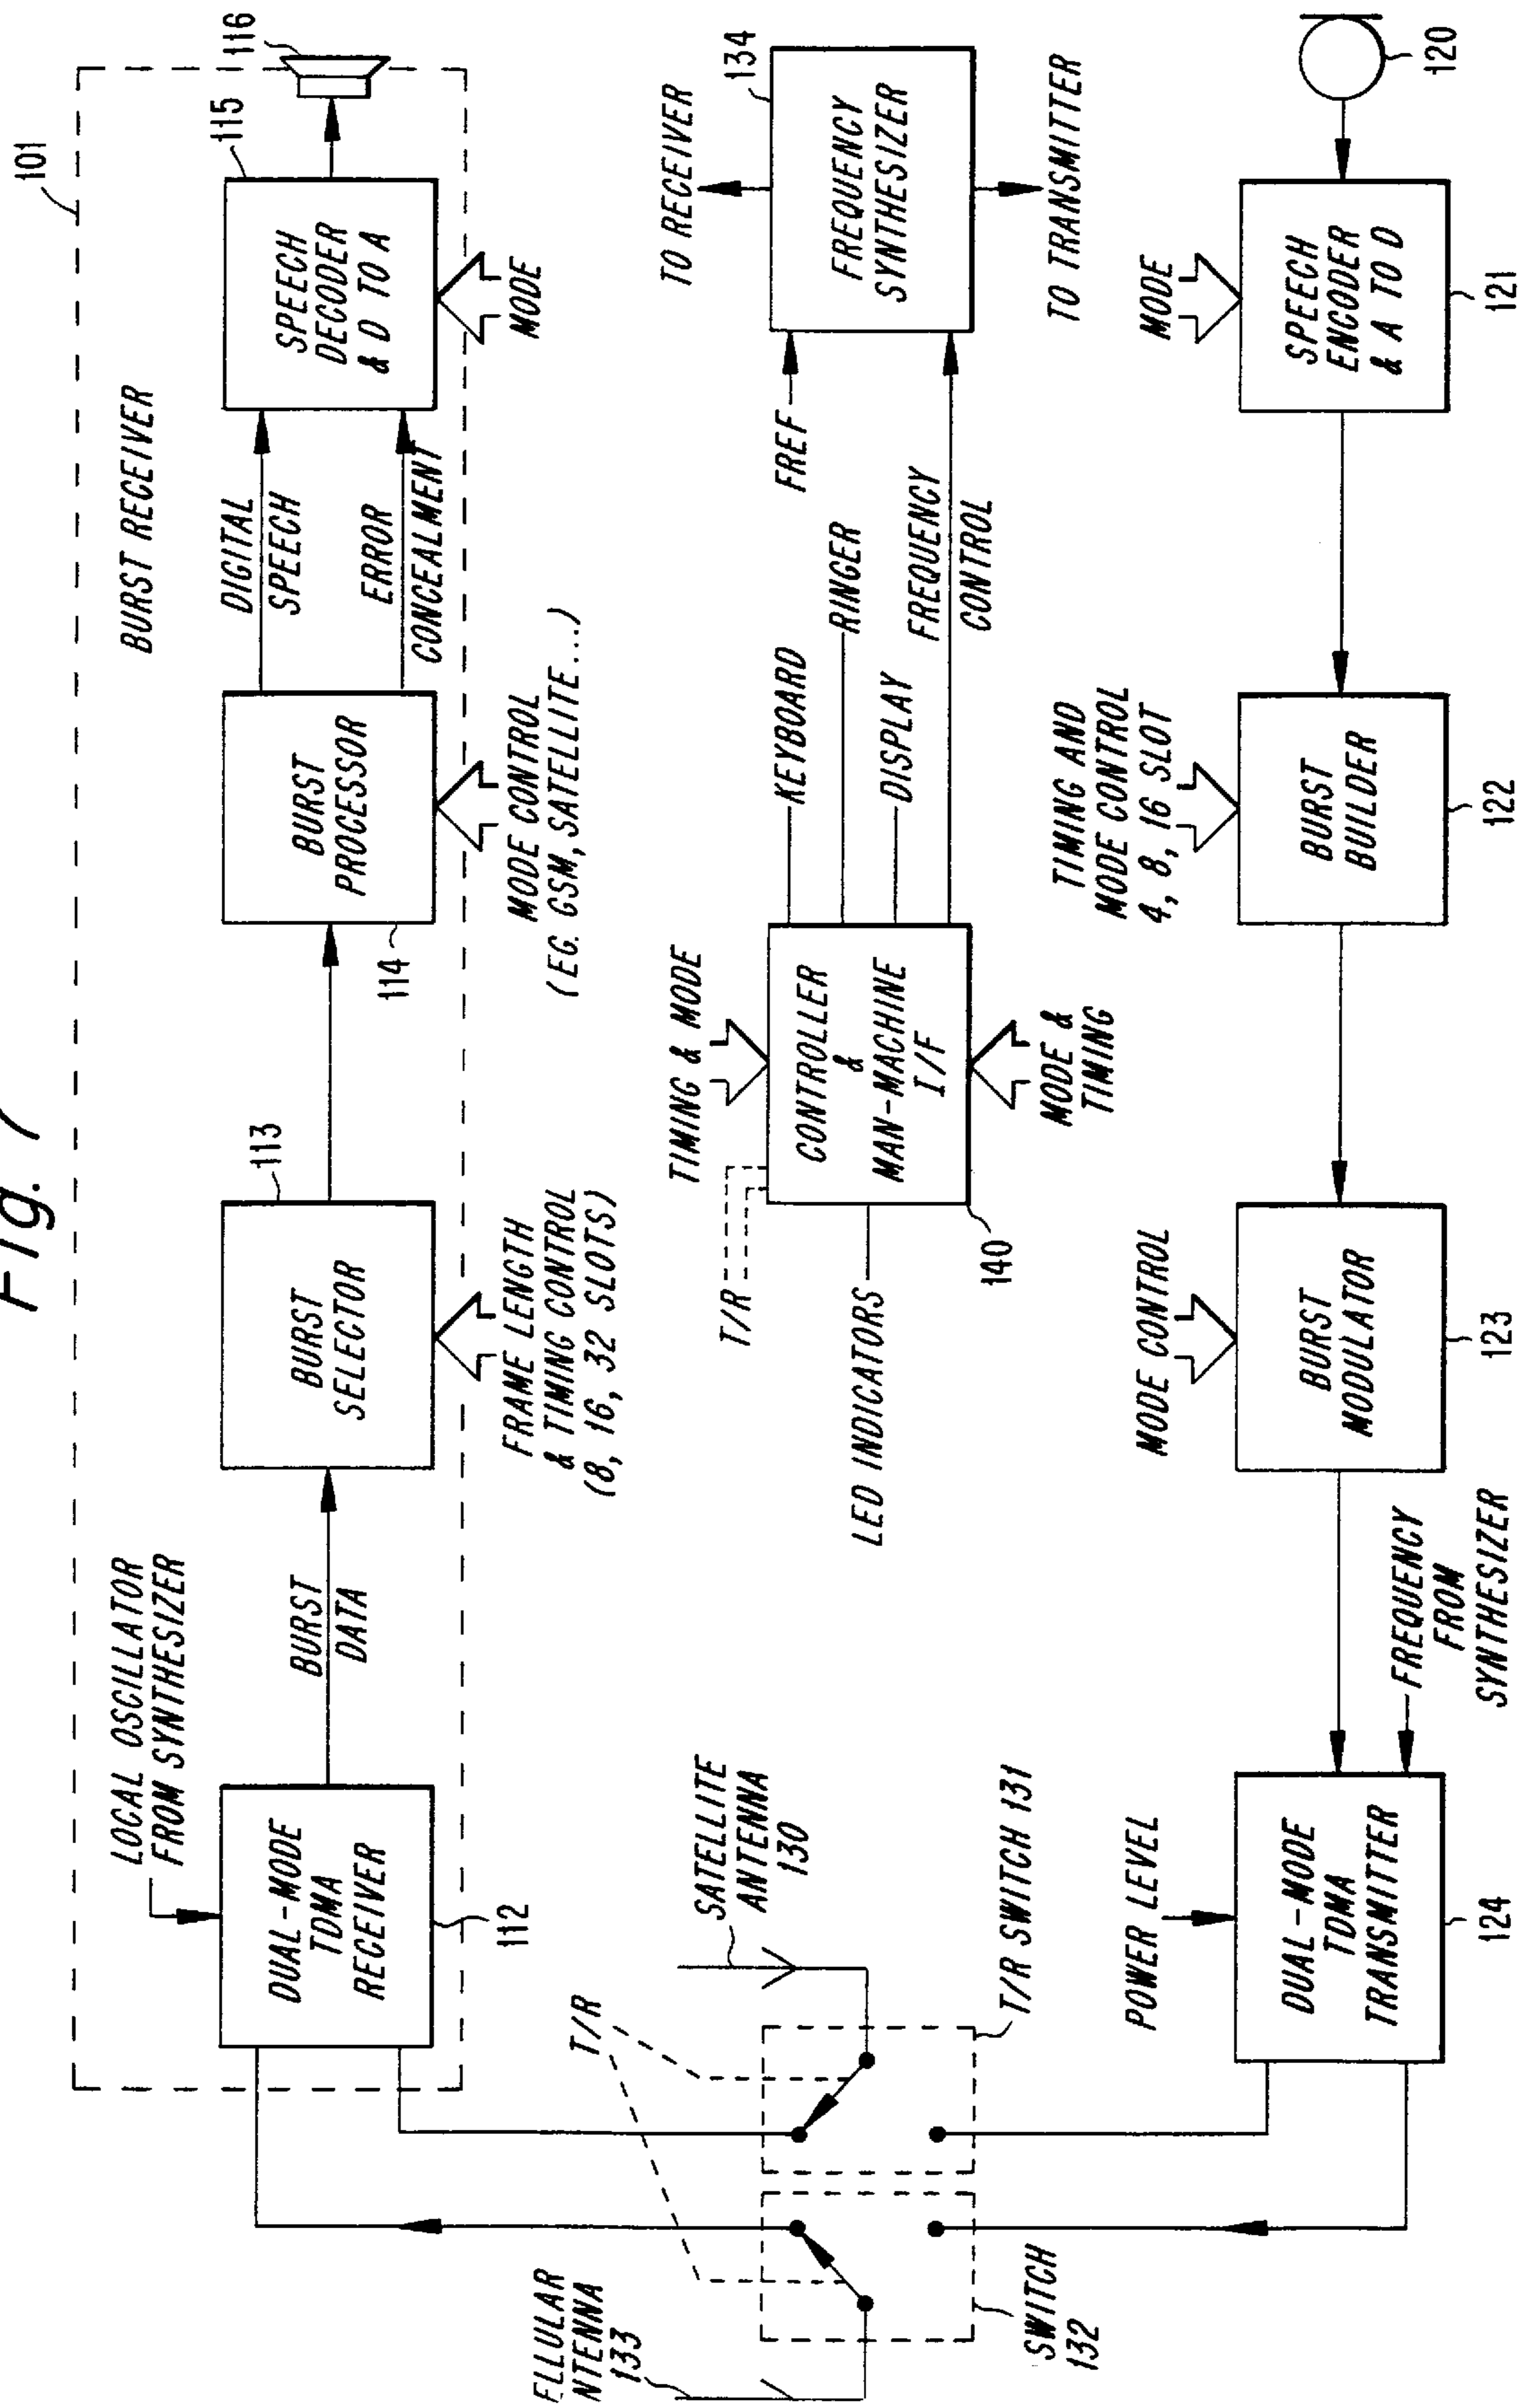 Fig. 7
101
BURST RECEIVER
LOCAL OSCILLATOR
FROM SYNTHESIZER
DUAL-MODE
TDMA
RECEIVER
112
BURST
DATA
BURST
SELECTOR
113
FRAME LENGTH
& TIMING CONTROL
(8, 16, 32 SLOTS)
BURST
PROCESSOR
114
MODE CONTROL
(EG. GSM, SATELLITE...)
DIGITAL
SPEECH
ERROR
CONCEALMENT
SPEECH
DECODER
& D TO A
115
MODE
116
T/R
ELLULAR
NTENNA
133
SWITCH
132
SATELLITE
ANTENNA
130
T/R SWITCH 131
T/R
LED INDICATORS
TIMING & MODE
CONTROLLER
&
MAN-MACHINE
I/F
140
MODE &
TIMING
KEYBOARD
RINGER
DISPLAY
FREQUENCY
CONTROL
FREF
TO RECEIVER
FREQUENCY
SYNTHESIZER
134
TO TRANSMITTER
POWER LEVEL
DUAL-MODE
TDMA
TRANSMITTER
124
FREQUENCY
FROM
SYNTHESIZER
MODE CONTROL
BURST
MODULATOR
123
TIMING AND
MODE CONTROL
4, 8, 16 SLOT
BURST
BUILDER
122
MODE
SPEECH
ENCODER
& A TO D
121
120